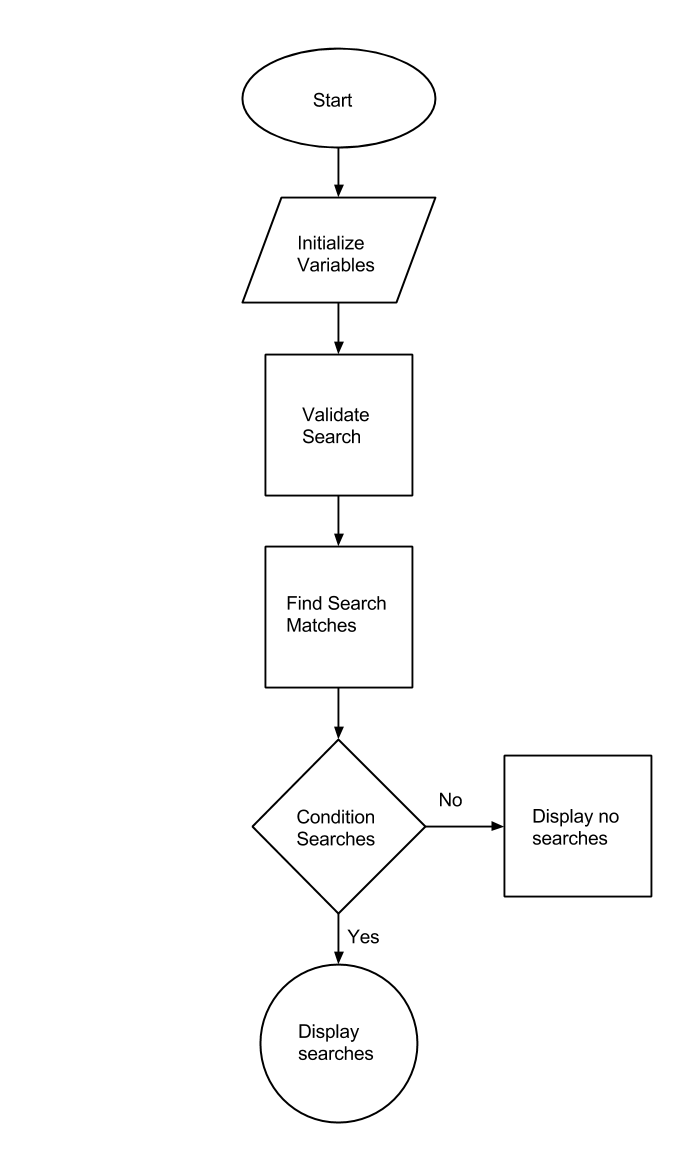 Start
Initialize
Variables
Validate
Search
Find Search
Matches
Condition
Searches
No
Display no
searches
Yes
Display
searches